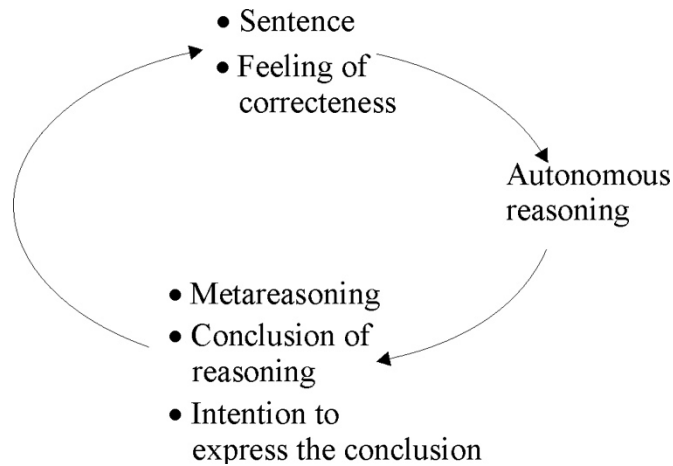 • Sentence
• Feeling of
correcteness
Autonomous
reasoning
• Metareasoning
• Conclusion of
reasoning
• Intention to
express the conclusion